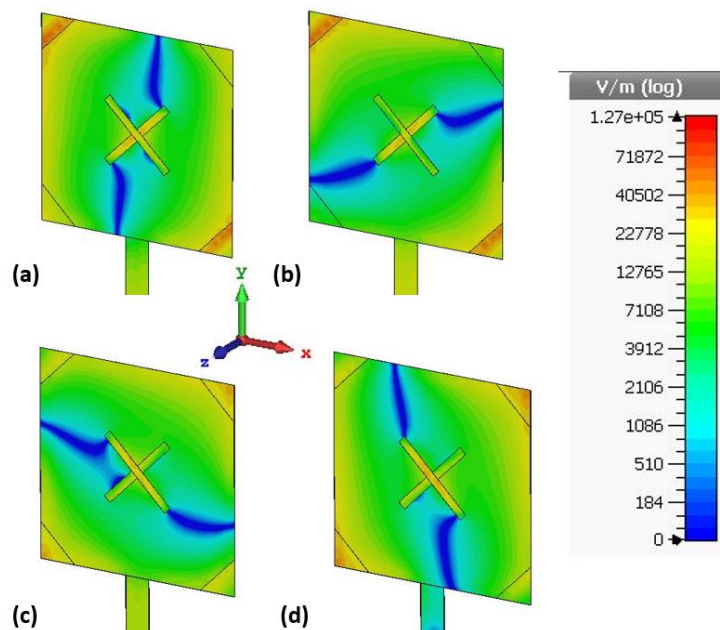 V/m (log)
1.27e+05
71872
40502
22778
12765
7108
3912
2106
1086
510
184
0
(a)
(b)
Y
z
x
(c)
(d)